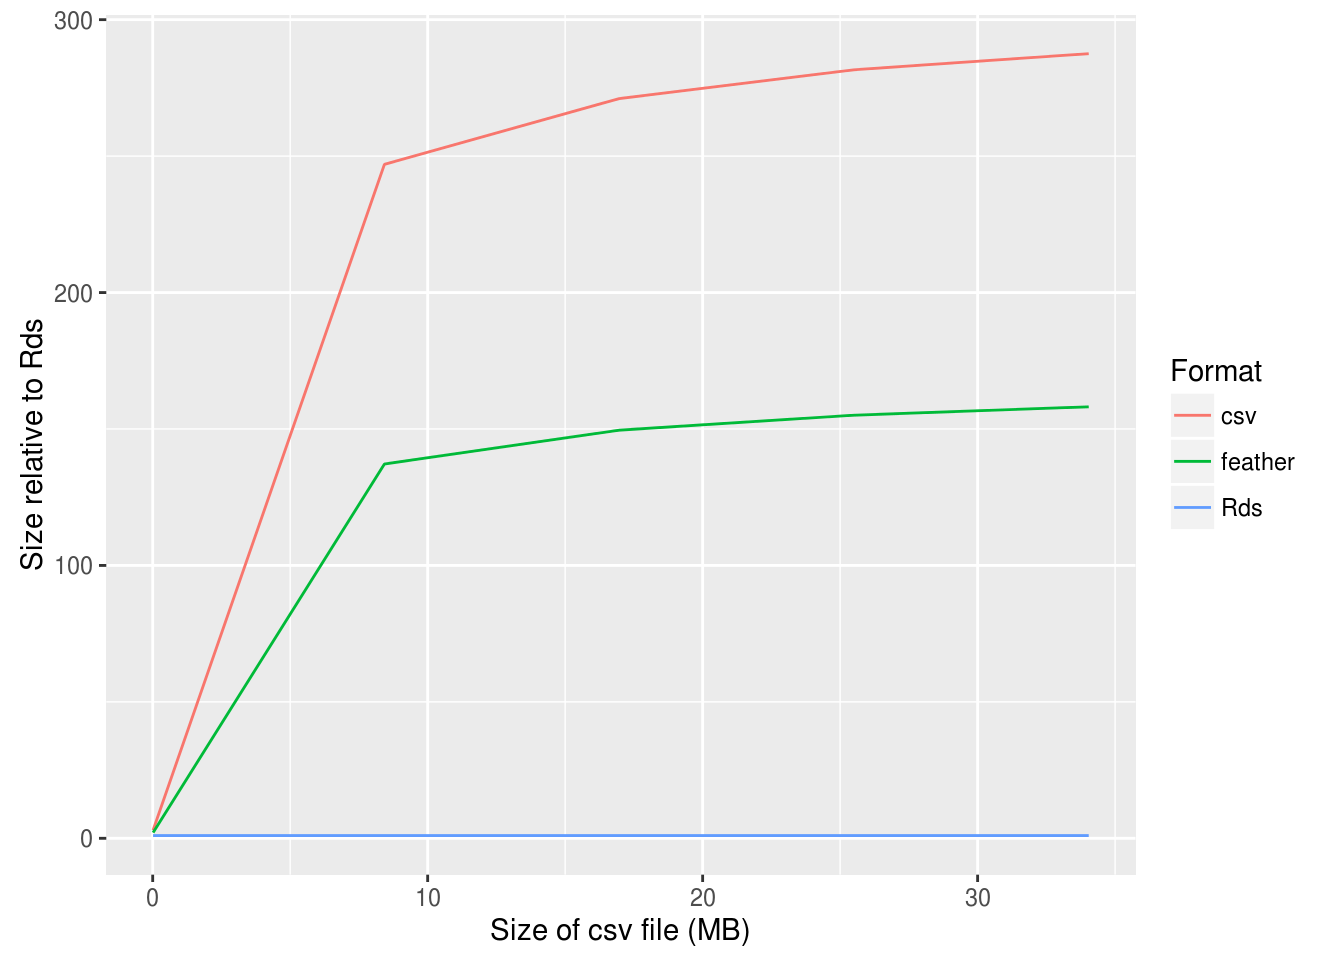 300
200
100
0
Size relative to Rds
0
10
20
30
Size of csv file (MB)
Format
csv
feather
Rds